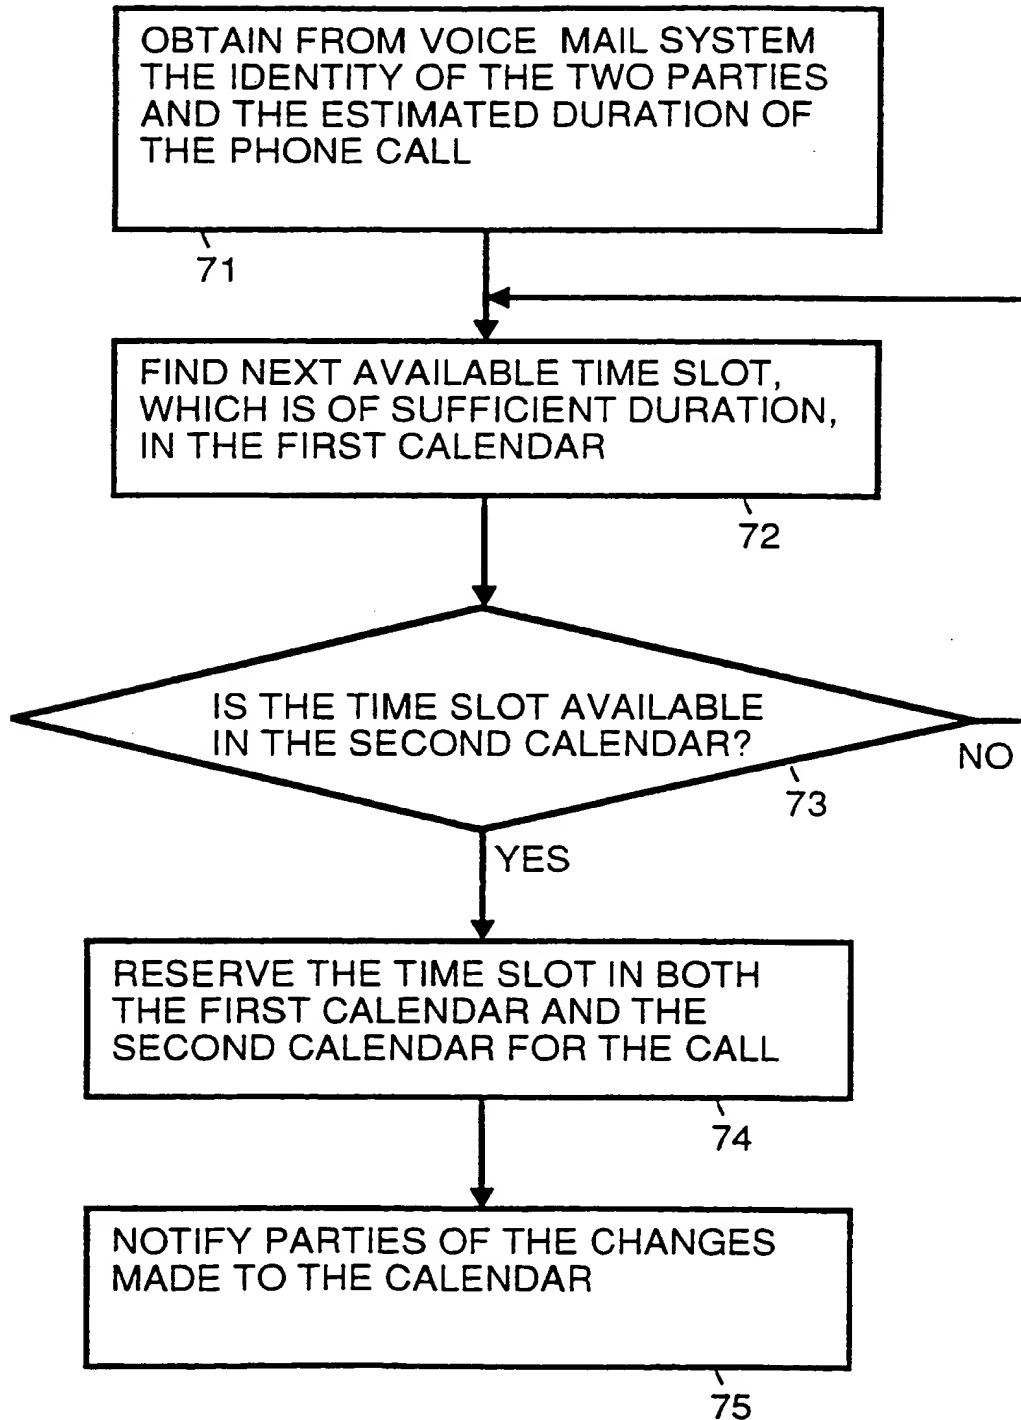 OBTAIN FROM VOICE MAIL SYSTEM
THE IDENTITY OF THE TWO PARTIES
AND THE ESTIMATED DURATION OF
THE PHONE CALL
71
FIND NEXT AVAILABLE TIME SLOT,
WHICH IS OF SUFFICIENT DURATION,
IN THE FIRST CALENDAR
72
IS THE TIME SLOT AVAILABLE
IN THE SECOND CALENDAR?
NO
73
YES
RESERVE THE TIME SLOT IN BOTH
THE FIRST CALENDAR AND THE
SECOND CALENDAR FOR THE CALL
74
NOTIFY PARTIES OF THE CHANGES
MADE TO THE CALENDAR
75